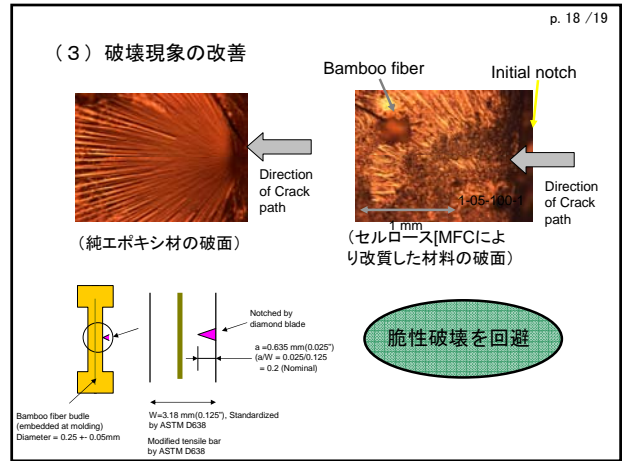 p. 18 /19
（３）破壊現象の改善
Bamboo fiber
Initial notch
Direction
of Crack
path
1-05-100-1
1 mm
Direction
of Crack
path
（純エポキシ材の破面）
（セルロース[MFCによ
り改質した材料の破面）
Notched by
diamond blade
a =0.635 mm(0.025")
(a/W = 0.025/0.125
= 0.2 (Nominal)
脆性破壊を回避
Bamboo fiber budle
(embedded at molding)
Diameter = 0.25 +- 0.05mm
W=3.18 mm(0.125"), Standardized
by ASTM D638
Modified tensile bar
by ASTM D638